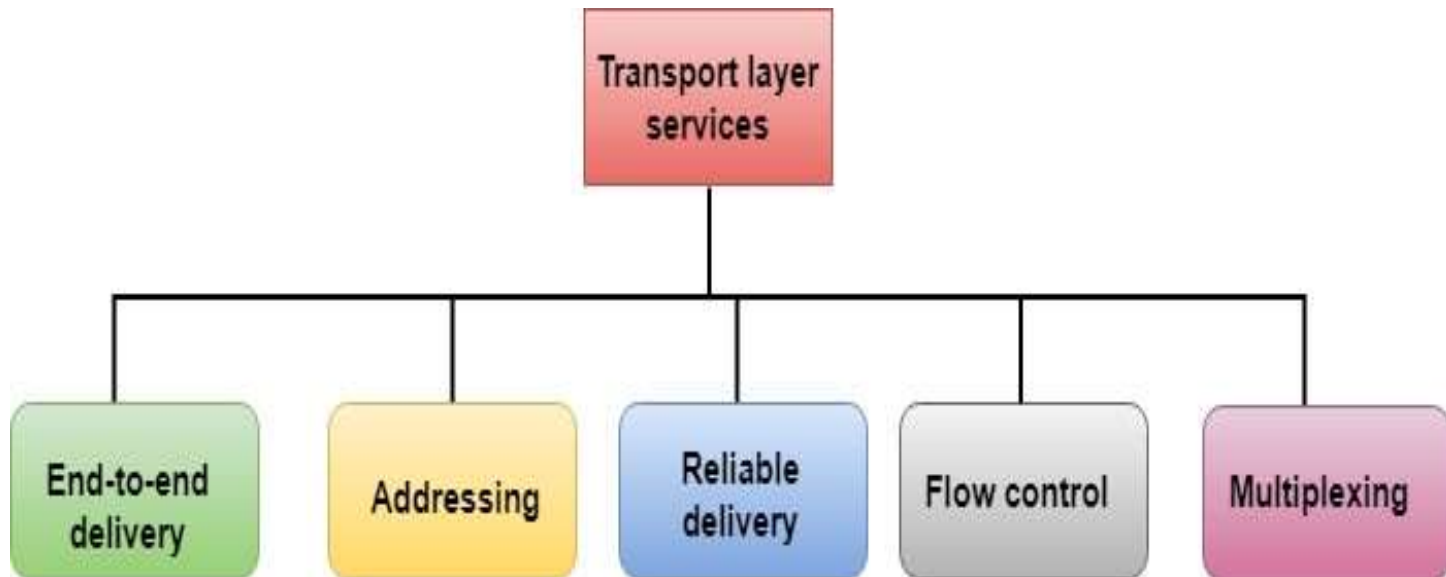 Transport layer
services
End-to-end
delivery
Addressing
Reliable
delivery
Flow control
Multiplexing